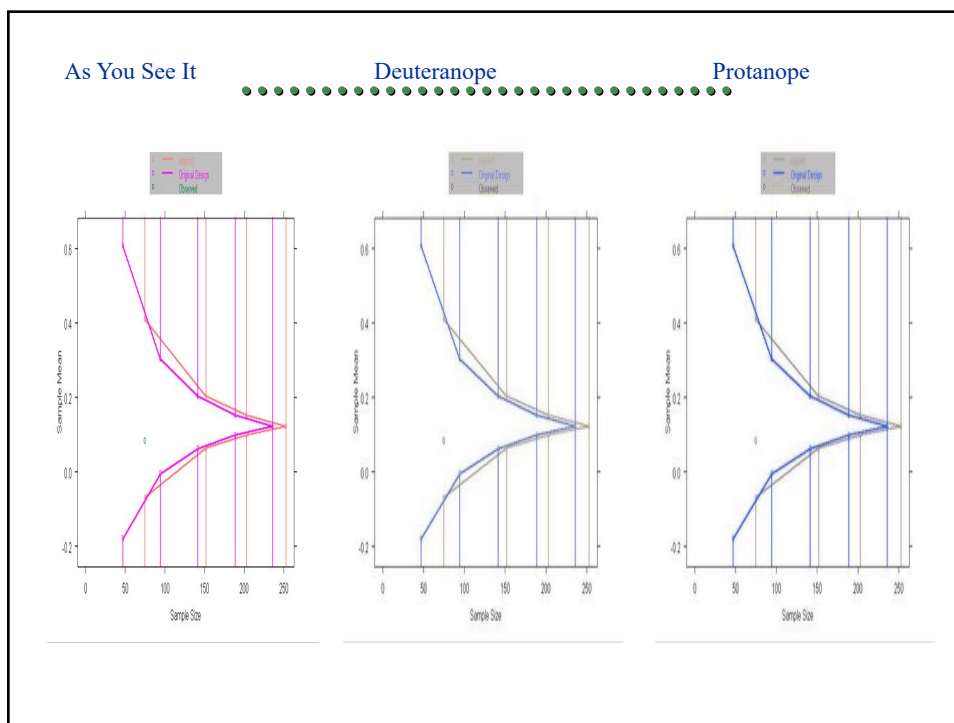 As You See It Deuteranope Protanope
Original Design
Observed
Original Design
Observed
Original Design
Observed
0.6
0.4
0.2
0.0
-0.2
Sample Mean
0 50 100 150 200 250
Sample Size
0.6
0.4
0.2
0.0
-0.2
Sample Mean
0 50 100 150 200 250
Sample Size
0.6
0.4
0.2
0.0
-0.2
Sample Mean
0 50 100 150 200 250
Sample Size